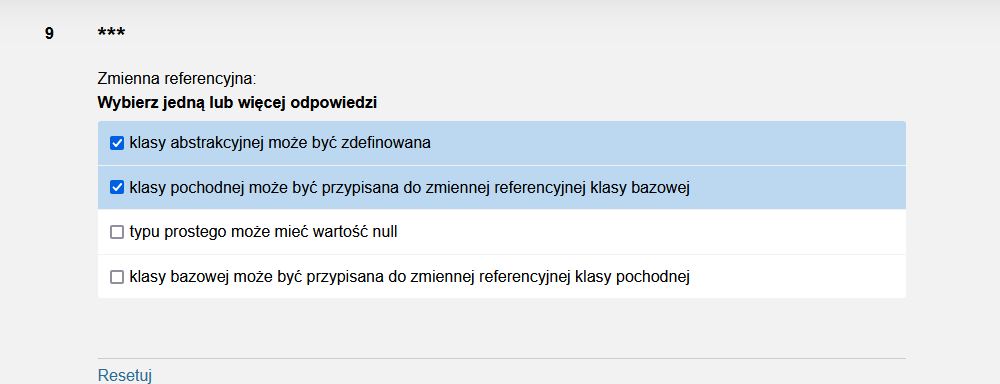 9 ***
Zmienna referencyjna:
Wybierz jedną lub więcej odpowiedzi
klasy abstrakcyjnej może być zdefinowana
klasy pochodnej może być przypisana do zmiennej referencyjnej klasy bazowej
typu prostego może mieć wartość null
klasy bazowej może być przypisana do zmiennej referencyjnej klasy pochodnej
Resetuj